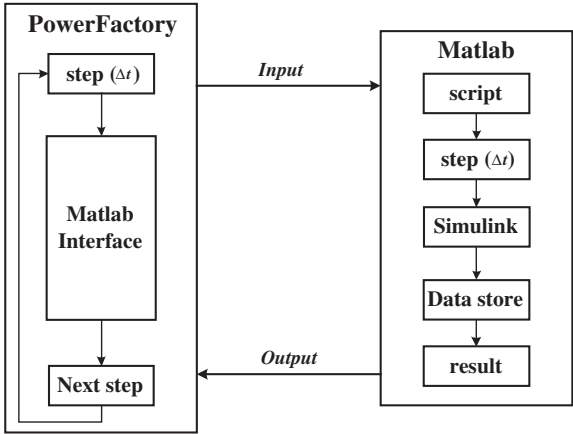 PowerFactory
step (Δt)
Matlab
Interface
Next step
Input
Output
Matlab
script
step (Δt)
Simulink
Data store
result